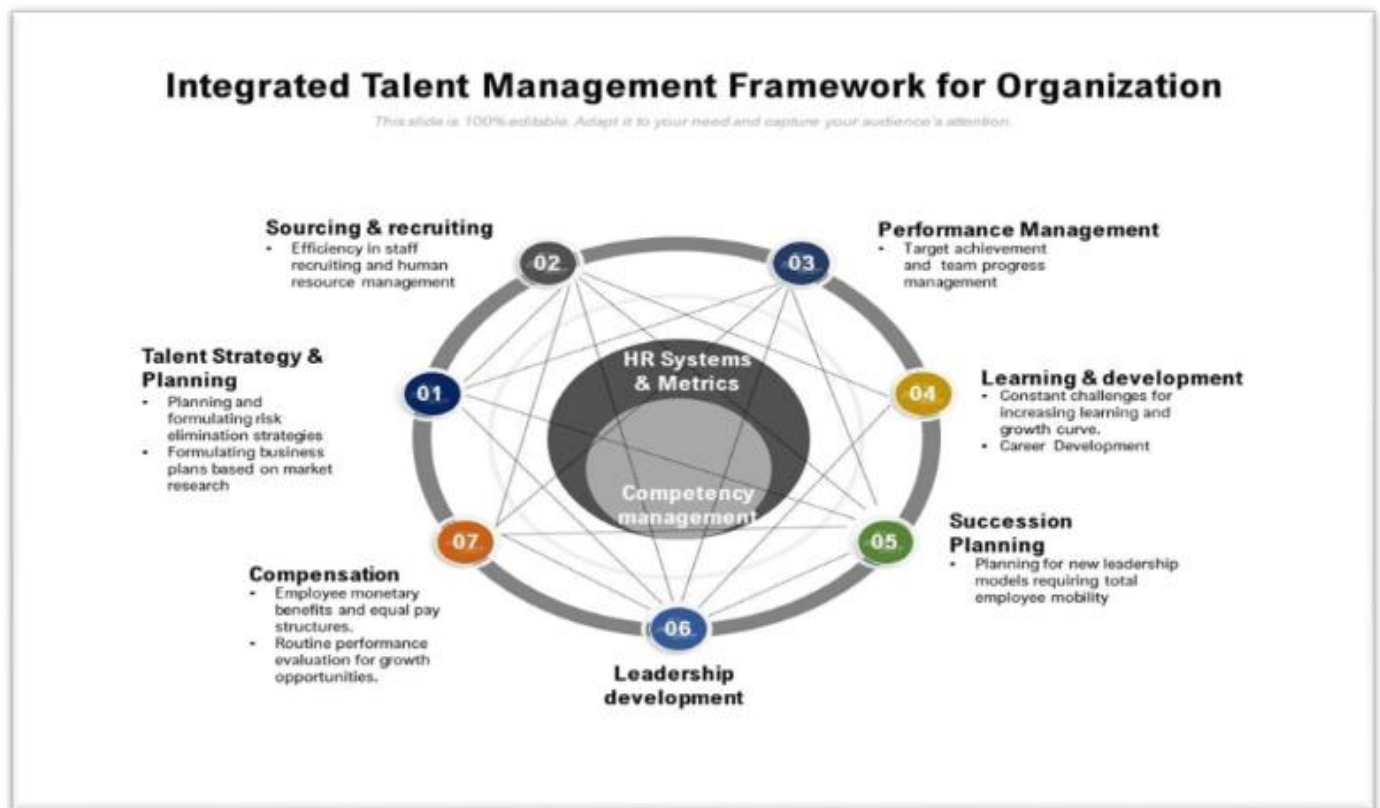 Integrated Talent Management Framework for Organization
This slide is 100% editable. Adapt it to your need and capture your audience's attention.
Sourcing & recruiting
• Efficiency in staff
recruiting and human
resource management
02
03
Performance Management
• Target achievement
and team progress
management
Talent Strategy &
Planning
• Planning and
formulating risk
elimination strategies
• Formulating business
plans based on market
research
01
HR Systems
& Metrics
Competency
management
04
Learning & development
• Constant challenges for
increasing learning and
growth curve.
• Career Development
07
Compensation
• Employee monetary
benefits and equal pay
structures.
• Routine performance
evaluation for growth
opportunities.
05
Succession
Planning
• Planning for new leadership
models requiring total
employee mobility
06
Leadership
development